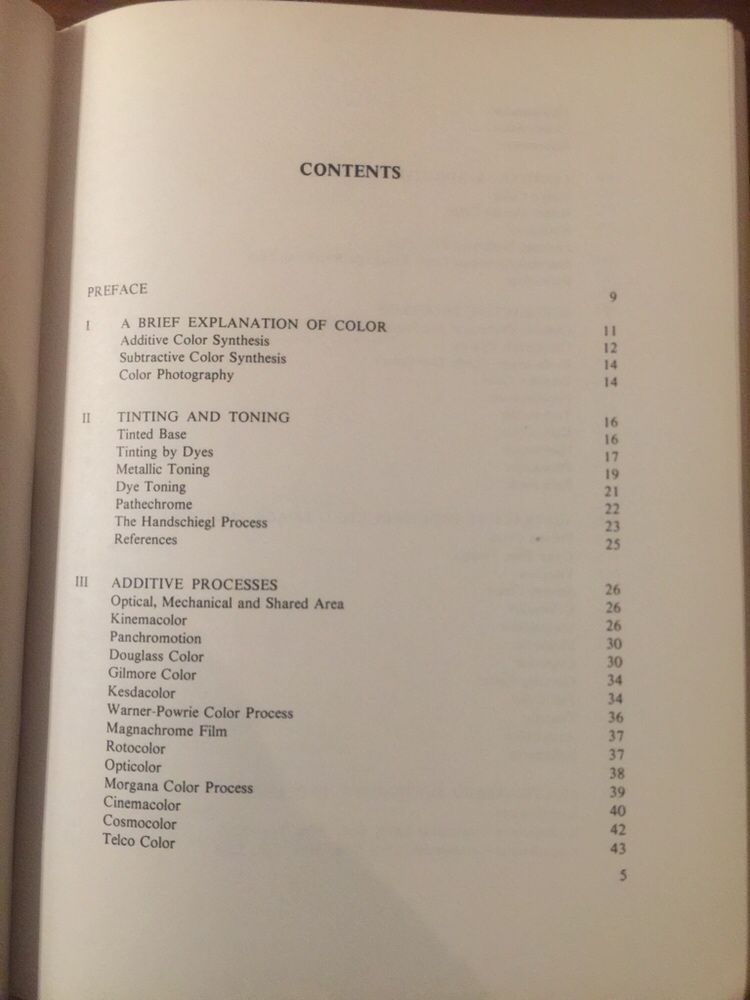 CONTENTS
PREFACE 9
I A BRIEF EXPLANATION OF COLOR 11
Additive Color Synthesis 12
Subtractive Color Synthesis 14
Color Photography 14
II TINTING AND TONING 16
Tinted Base 16
Tinting by Dyes 17
Metallic Toning 19
Dye Toning 21
Pathechrome 22
The Handschiegl Process 23
References 25
III ADDITIVE PROCESSES 26
Optical, Mechanical and Shared Area 26
Kinemacolor 26
Panchromotion 30
Douglass Color 30
Gilmore Color 34
Kesdacolor 34
Warner-Powrie Color Process 36
Magnachrome Film 37
Rotocolor 37
Opticolor 38
Morgana Color Process 39
Cinemacolor 40
Cosmocolor 42
Telco Color 43
5